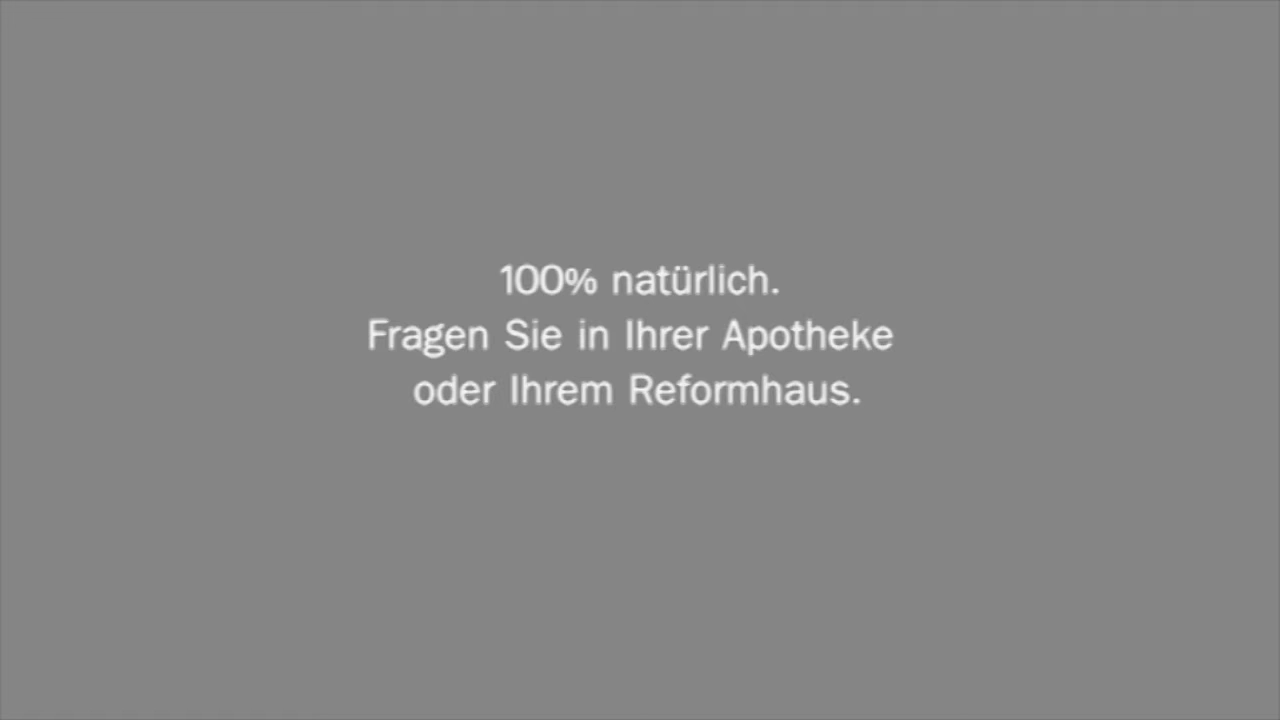 100% natürlich.
Fragen Sie in Ihrer Apotheke
oder Ihrem Reformhaus.